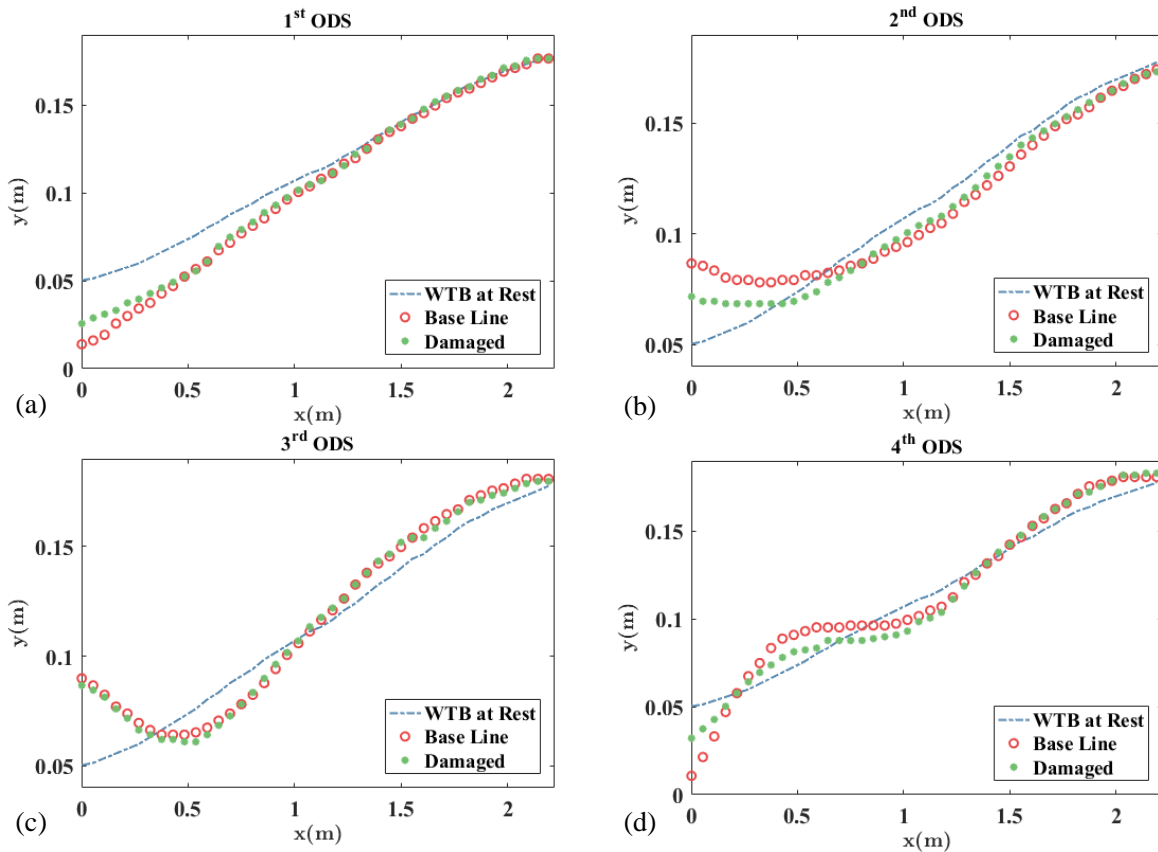 1st ODS
y(m)
0.15
0.1
0.05
0
0 0.5 1 1.5 2
x(m)
WTB at Rest
Base Line
Damaged
(a)
2nd ODS
y(m)
0.15
0.1
0.05
0 0.5 1 1.5 2
x(m)
WTB at Rest
Base Line
Damaged
(b)
3rd ODS
y(m)
0.15
0.1
0.05
0 0.5 1 1.5 2
x(m)
WTB at Rest
Base Line
Damaged
(c)
4th ODS
y(m)
0.15
0.1
0.05
0
0 0.5 1 1.5 2
x(m)
WTB at Rest
Base Line
Damaged
(d)